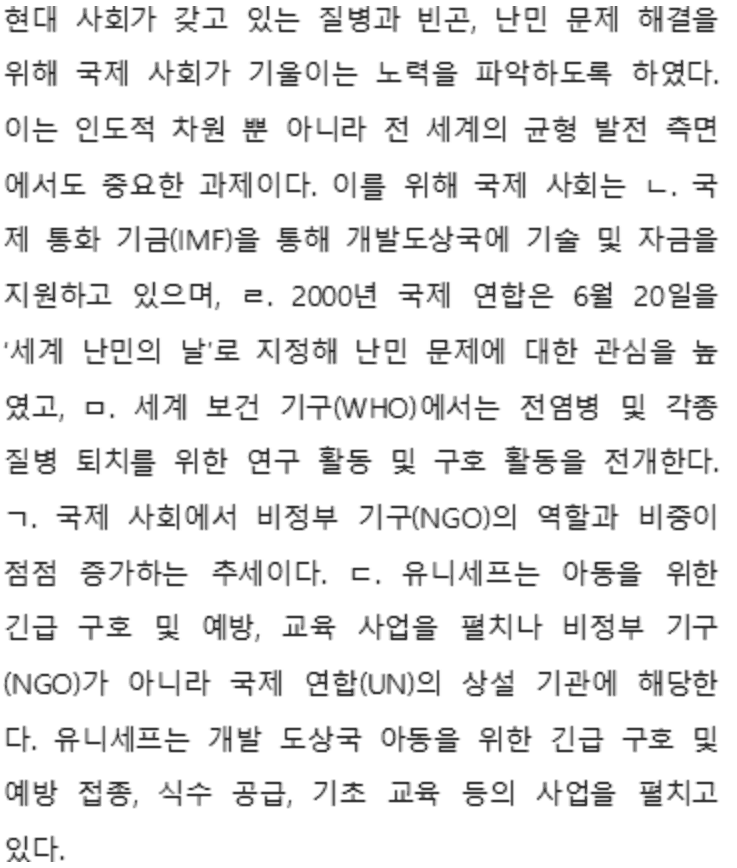 현대 사회가 갖고 있는 질병과 빈곤, 난민 문제 해결을
위해 국제 사회가 기울이는 노력을 파악하도록 하였다.
이는 인도적 차원 뿐 아니라 전 세계의 균형 발전 측면
에서도 중요한 과제이다. 이를 위해 국제 사회는 ㄴ. 국
제 통화 기금(IMF)을 통해 개발도상국에 기술 및 자금을
지원하고 있으며, ㄹ. 2000년 국제 연합은 6월 20일을
‘세계 난민의 날’로 지정해 난민 문제에 대한 관심을 높
였고, ㅁ. 세계 보건 기구(WHO)에서는 전염병 및 각종
질병 퇴치를 위한 연구 활동 및 구호 활동을 전개한다.
ㄱ. 국제 사회에서 비정부 기구(NGO)의 역할과 비중이
점점 증가하는 추세이다. ㄷ. 유니세프는 아동을 위한
긴급 구호 및 예방, 교육 사업을 펼치나 비정부 기구
(NGO)가 아니라 국제 연합(UN)의 상설 기관에 해당한
다. 유니세프는 개발 도상국 아동을 위한 긴급 구호 및
예방 접종, 식수 공급, 기초 교육 등의 사업을 펼치고
있다.